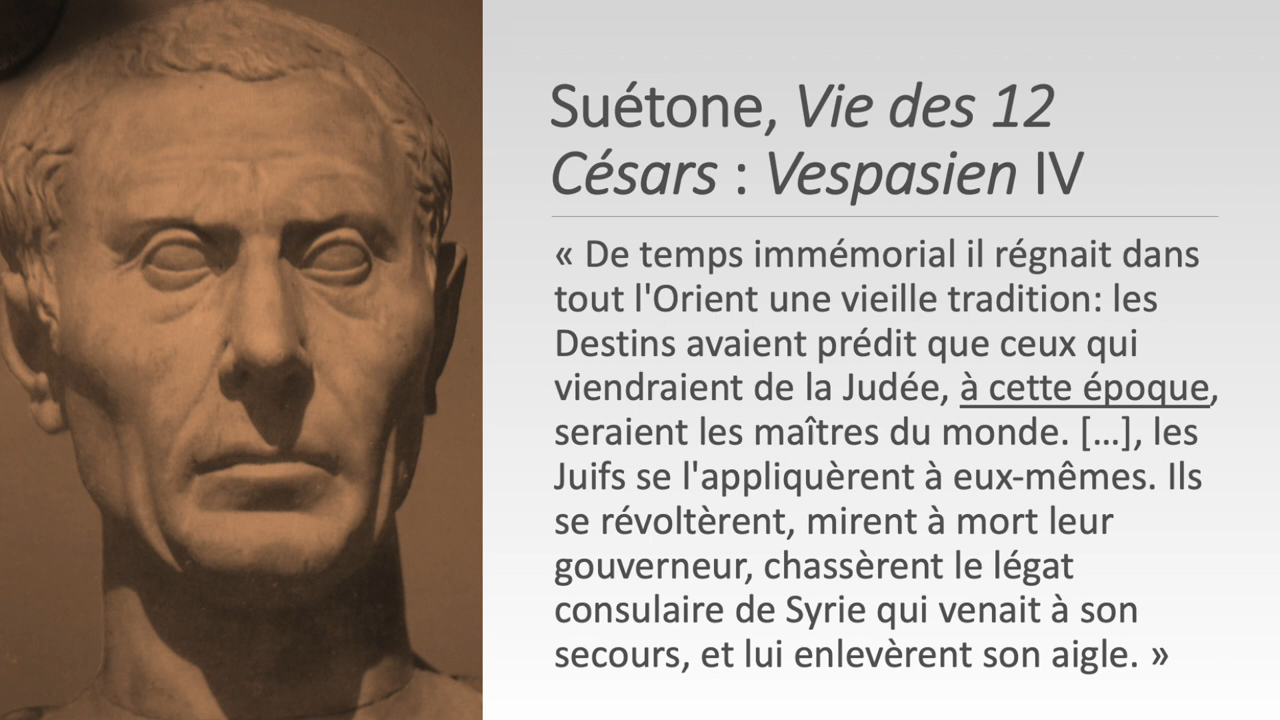 Suétone, Vie des 12
Césars : Vespasien IV
« De temps immémorial il régnait dans
tout l'Orient une vieille tradition: les
Destins avaient prédit que ceux qui
viendraient de la Judée, à cette époque,
seraient les maîtres du monde. [...], les
Juifs se l'appliquèrent à eux-mêmes. Ils
se révoltèrent, mirent à mort leur
gouverneur, chassèrent le légat
consulaire de Syrie qui venait à son
secours, et lui enlevèrent son aigle. »